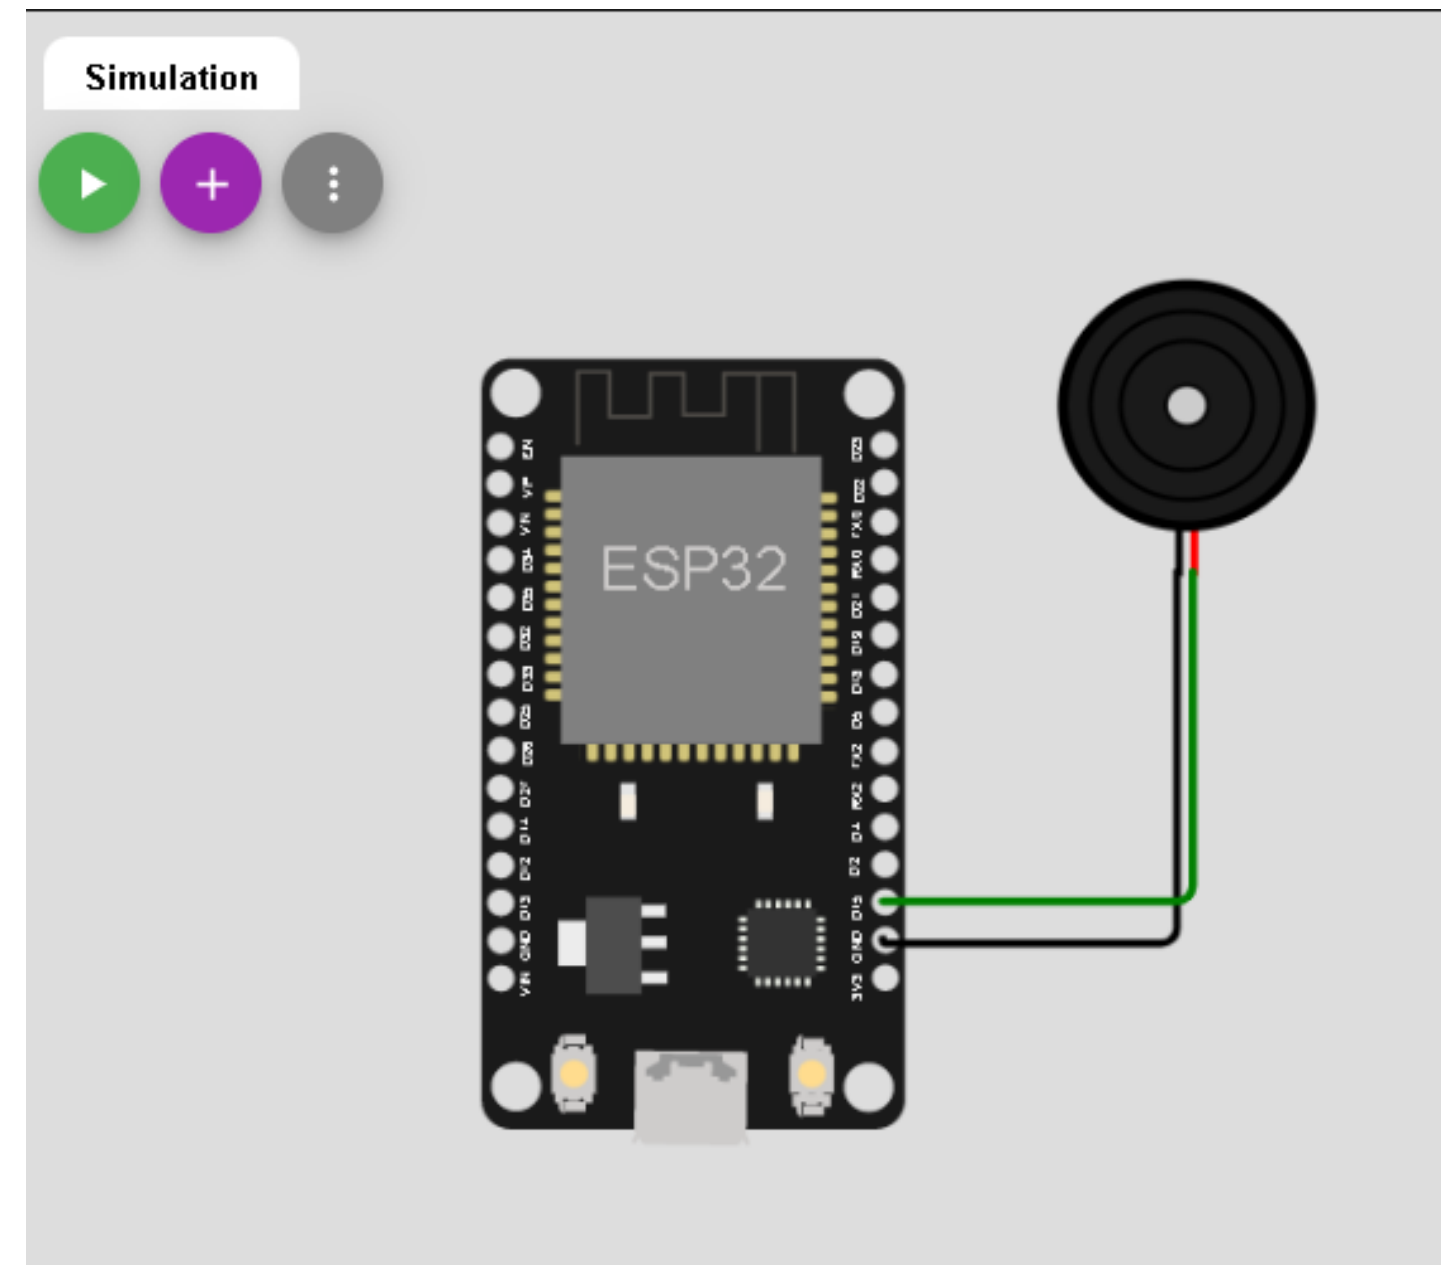 Simulation
ESP32
EN
VP
VN
D34
D35
D32
D33
D25
D26
D27
D14
D12
D13
GND
VIN
D23
D22
TX0
RX0
D21
D19
D18
D5
TX2
RX2
D4
D2
D15
GND
3V3